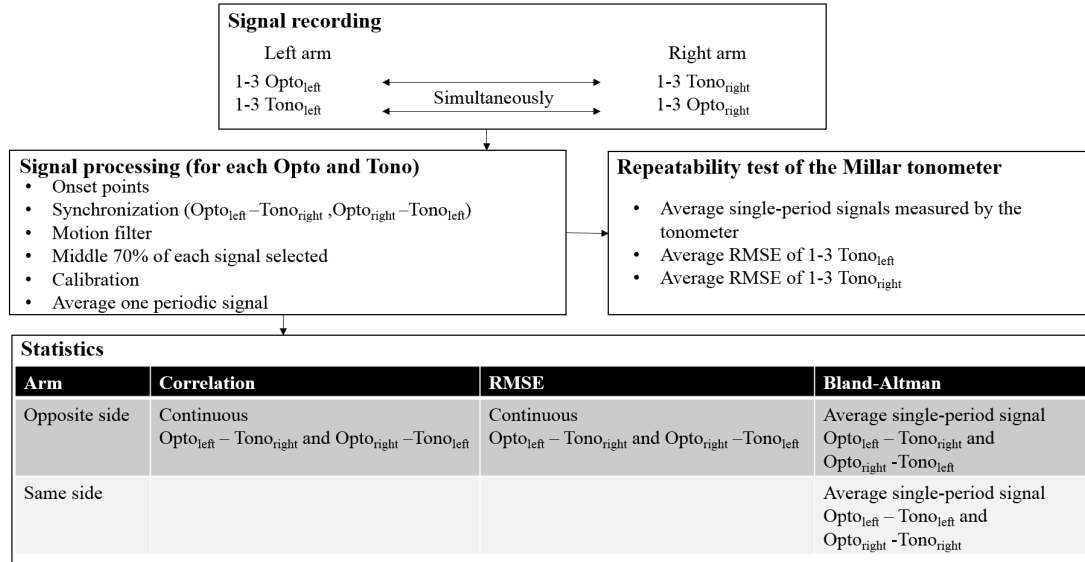 Signal recording
Left arm
Right arm
1-3 Opto_left
1-3 Tono_right
Simultaneously
1-3 Tono_left
1-3 Opto_right
Signal processing (for each Opto and Tono)
• Onset points
• Synchronization (Opto_left –Tono_right ,Opto_right –Tono_left)
• Motion filter
• Middle 70% of each signal selected
• Calibration
• Average one periodic signal
Repeatability test of the Millar tonometer
• Average single-period signals measured by the
tonometer
• Average RMSE of 1-3 Tono_left
• Average RMSE of 1-3 Tono_right
Statistics
Arm Correlation RMSE Bland-Altman
Opposite side
Continuous
Opto_left – Tono_right and Opto_right –Tono_left
Continuous
Opto_left – Tono_right and Opto_right –Tono_left
Average single-period signal
Opto_left – Tono_right and
Opto_right -Tono_left
Same side
Average single-period signal
Opto_left – Tono_left and
Opto_right -Tono_right